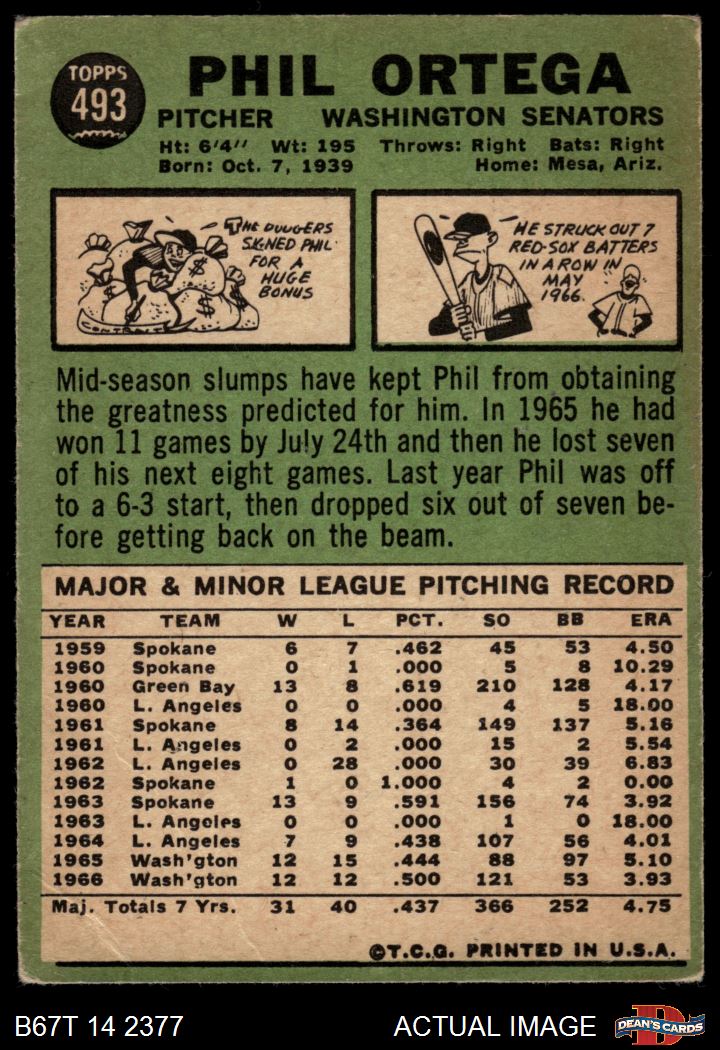 TOPPS
493
PHIL ORTEGA
PITCHER WASHINGTON SENATORS
Ht: 6'4" Wt: 195 Throws: Right Bats: Right
Born: Oct. 7, 1939 Home: Mesa, Ariz.
THE DODGERS
SIGNED PHIL
FOR A
HUGE
BONUS
CONTRACT
HE STRUCK OUT 7
RED-SOX BATTERS
IN A ROW IN
MAY
1966.
Mid-season slumps have kept Phil from obtaining
the greatness predicted for him. In 1965 he had
won 11 games by July 24th and then he lost seven
of his next eight games. Last year Phil was off
to a 6-3 start, then dropped six out of seven be-
fore getting back on the beam.
MAJOR & MINOR LEAGUE PITCHING RECORD
YEAR TEAM W L PCT. SO BB ERA
1959 Spokane 6 7 .462 45 53 4.50
1960 Spokane 0 1 .000 5 8 10.29
1960 Green Bay 13 8 .619 210 128 4.17
1960 L. Angeles 0 0 .000 4 5 18.00
1961 Spokane 8 14 .364 149 137 5.16
1961 L. Angeles 0 2 .000 15 2 5.54
1962 L. Angeles 0 28 .000 30 39 6.83
1962 Spokane 1 0 1.000 4 2 0.00
1963 Spokane 13 9 .591 156 74 3.92
1963 L. Angeles 0 0 .000 1 0 18.00
1964 L. Angeles 7 9 .438 107 56 4.01
1965 Wash'gton 12 15 .444 88 97 5.10
1966 Wash'gton 12 12 .500 121 53 3.93
Maj. Totals 7 Yrs. 31 40 .437 366 252 4.75
©T.C.G. PRINTED IN U.S.A.
B67T 14 2377 ACTUAL IMAGE
D
DEAN'S CARDS